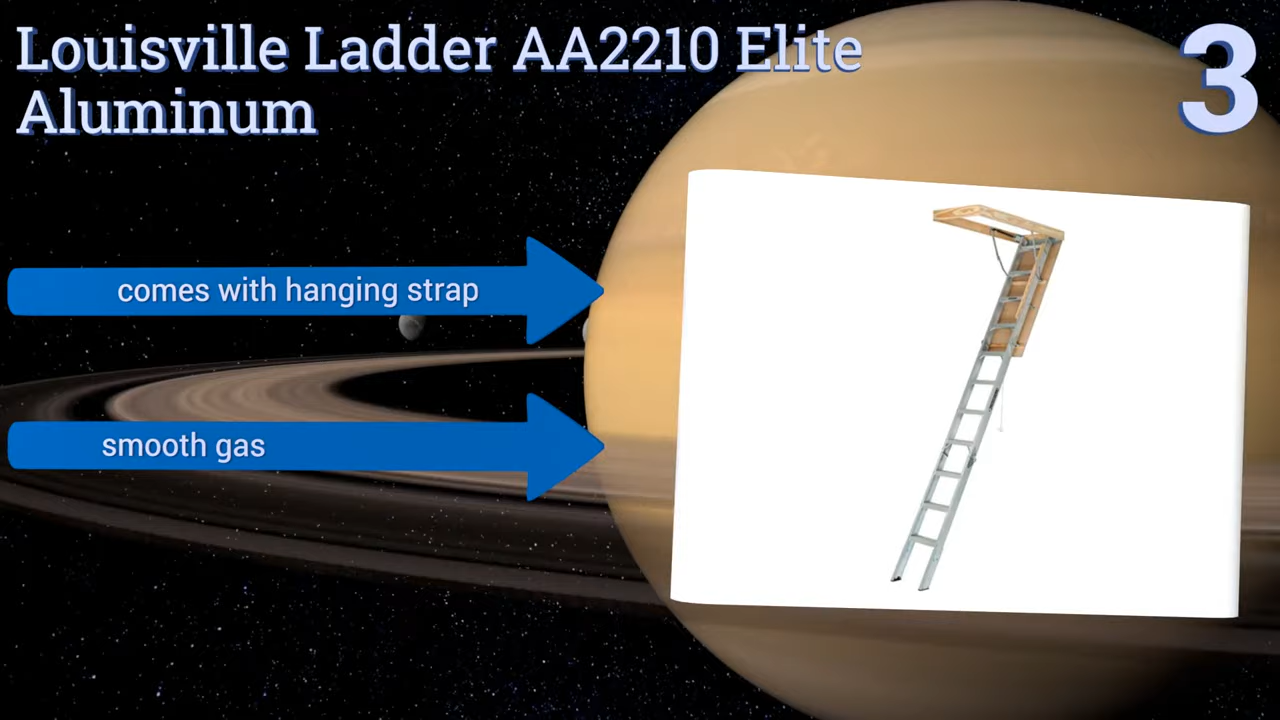 Louisville Ladder AA2210 Elite
Aluminum
3
comes with hanging strap
smooth gas